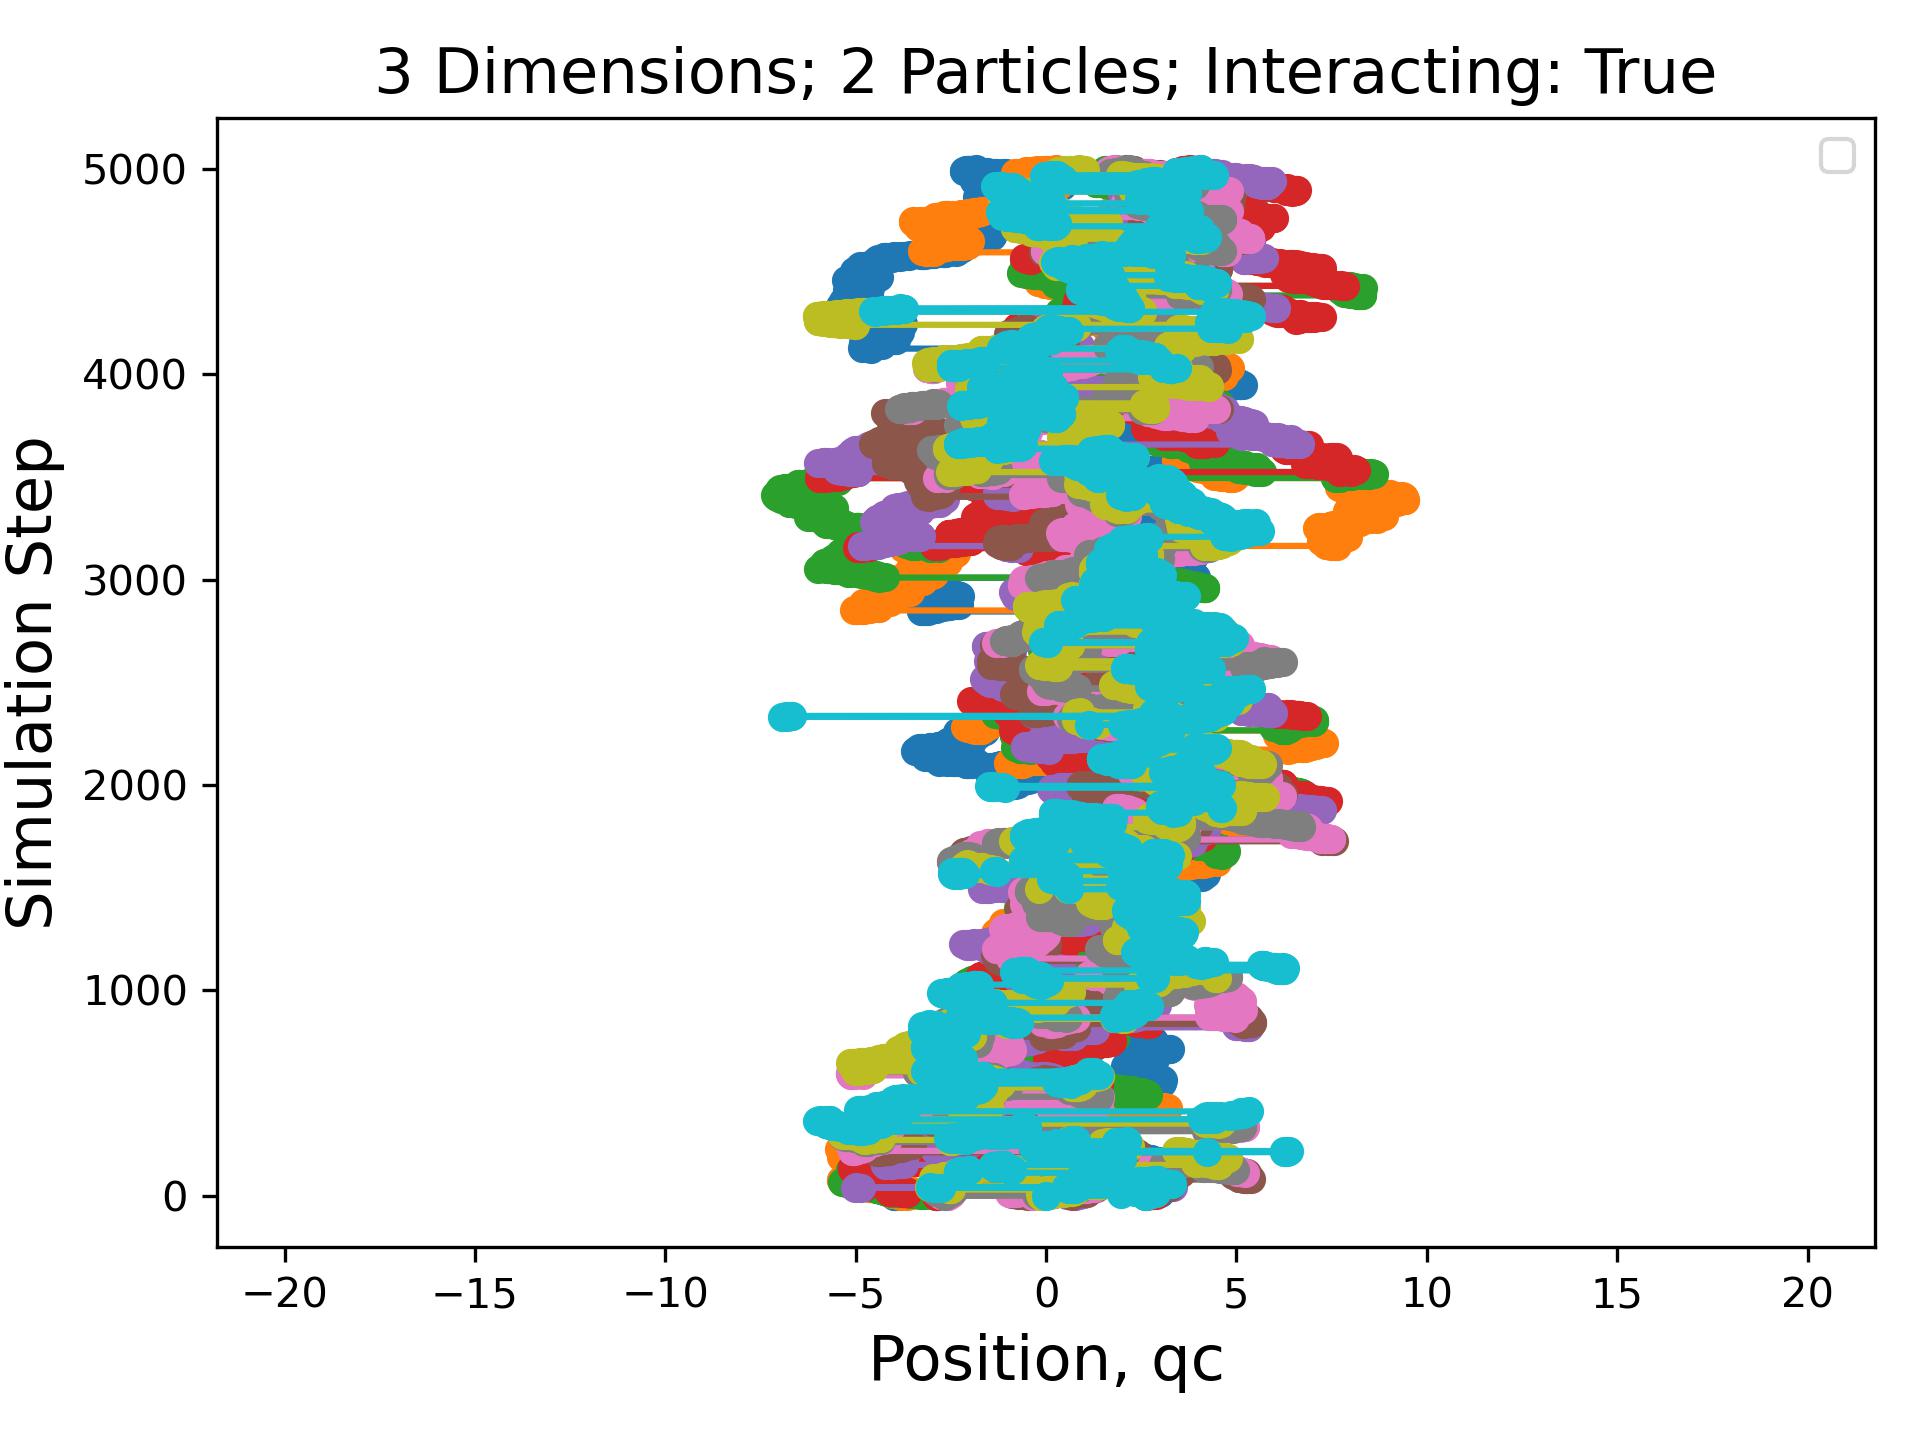 3 Dimensions; 2 Particles; Interacting: True
Simulation Step
5000
4000
3000
2000
1000
0
−20 −15 −10 −5 0 5 10 15 20
Position, qc